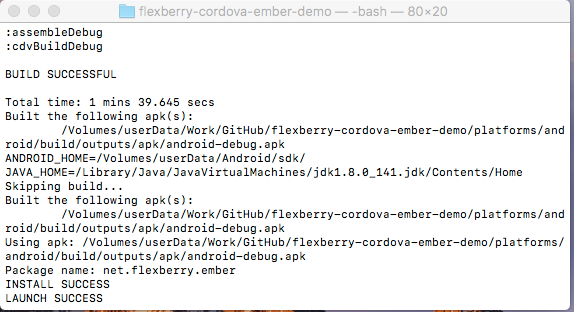 flexberry-cordova-ember-demo — -bash — 80×20
:assembleDebug
:cdvBuildDebug
BUILD SUCCESSFUL
Total time: 1 mins 39.645 secs
Built the following apk(s):
/Volumes/userData/Work/GitHub/flexberry-cordova-ember-demo/platforms/and
roid/build/outputs/apk/android-debug.apk
ANDROID_HOME=/Volumes/userData/Android/sdk/
JAVA_HOME=/Library/Java/JavaVirtualMachines/jdk1.8.0_141.jdk/Contents/Home
Skipping build...
Built the following apk(s):
/Volumes/userData/Work/GitHub/flexberry-cordova-ember-demo/platforms/and
roid/build/outputs/apk/android-debug.apk
Using apk: /Volumes/userData/Work/GitHub/flexberry-cordova-ember-demo/platforms/
android/build/outputs/apk/android-debug.apk
Package name: net.flexberry.ember
INSTALL SUCCESS
LAUNCH SUCCESS